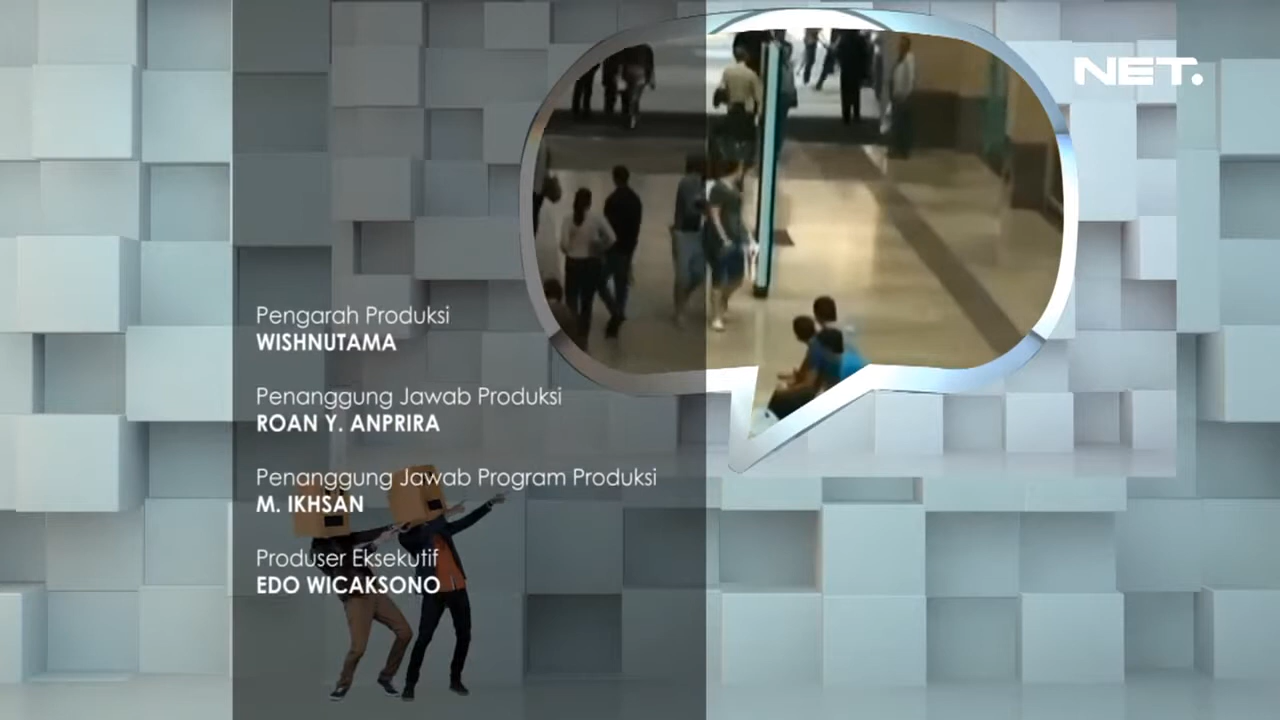 NET.
Pengarah Produksi
WISHNUTAMA
Penanggung Jawab Produksi
ROAN Y. ANPRIRA
Penanggung Jawab Program Produksi
M. IKHSAN
Produser Eksekutif
EDO WICAKSONO